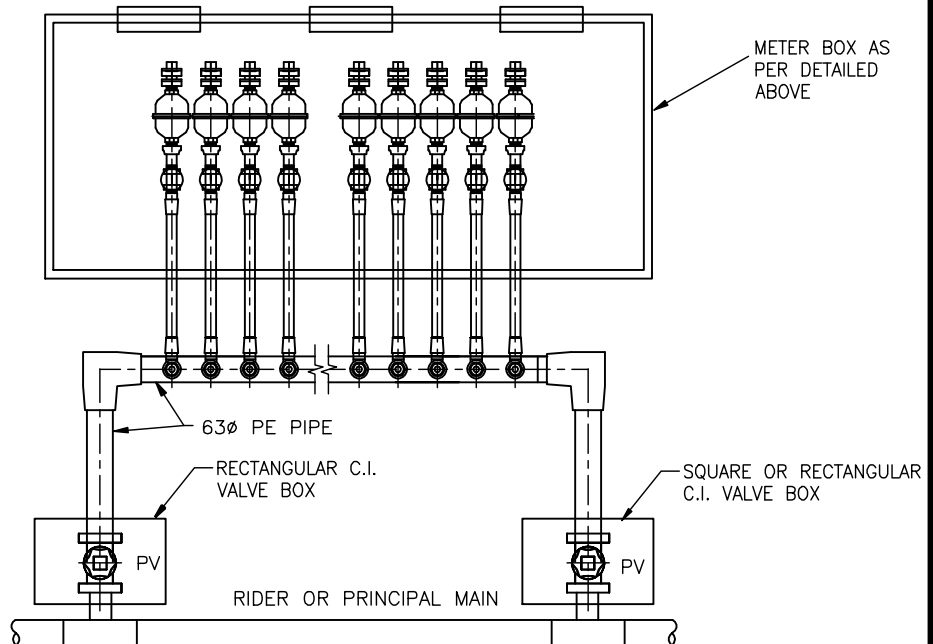 METER BOX AS
PER DETAILED
ABOVE
63ø PE PIPE
RECTANGULAR C.I.
VALVE BOX
SQUARE OR RECTANGULAR
C.I. VALVE BOX
PV
PV
RIDER OR PRINCIPAL MAIN